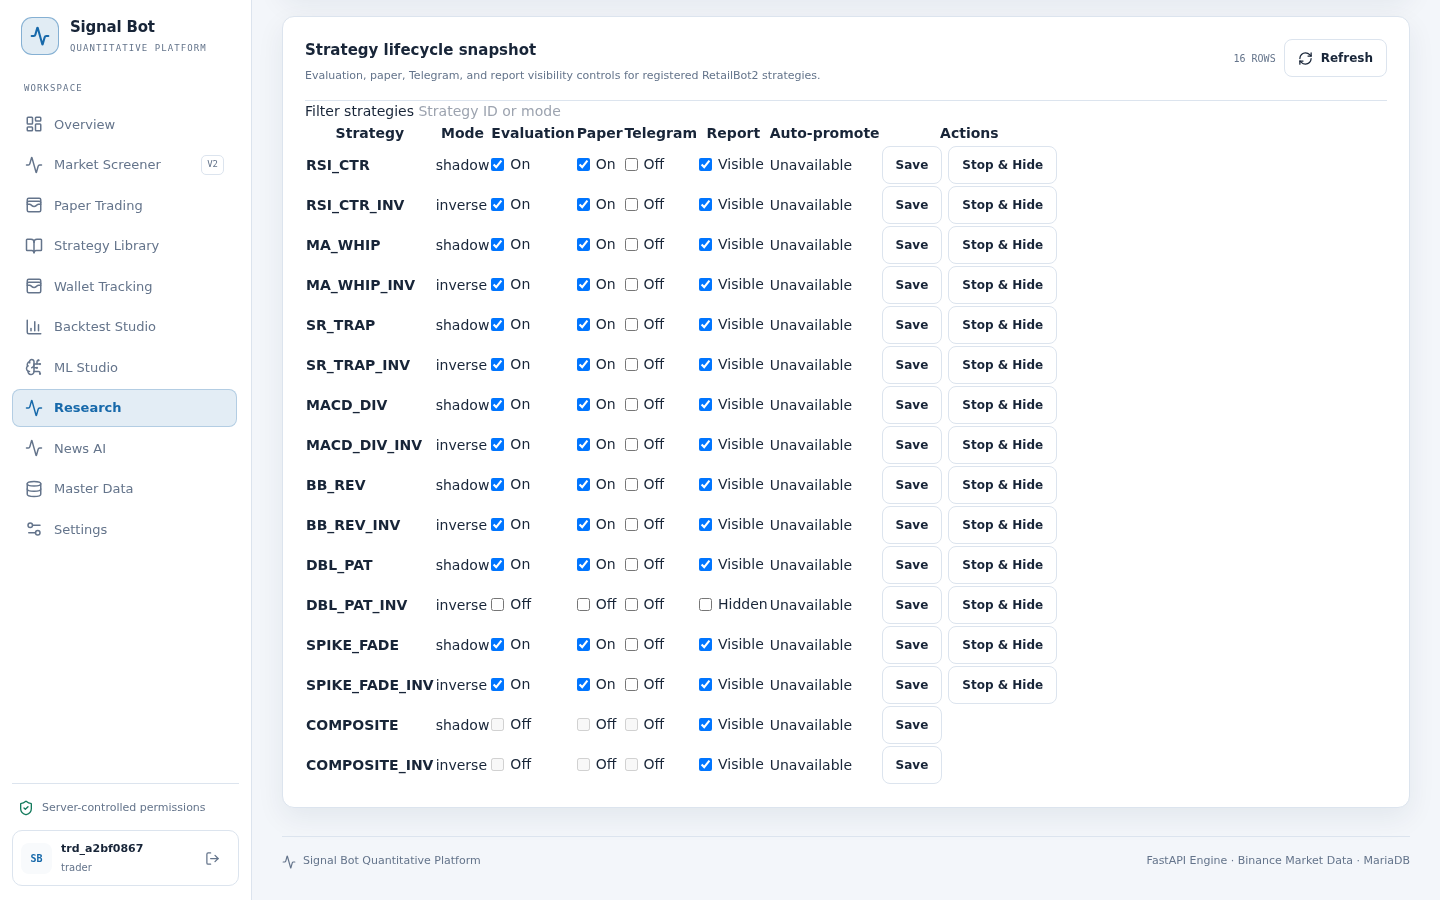 Signal Bot
QUANTITATIVE PLATFORM
WORKSPACE
Overview
Market Screener V2
Paper Trading
Strategy Library
Wallet Tracking
Backtest Studio
ML Studio
Research
News AI
Master Data
Settings
Server-controlled permissions
SB trd_a2bf0867
trader
Strategy lifecycle snapshot
Evaluation, paper, Telegram, and report visibility controls for registered RetailBot2 strategies.
16 ROWS Refresh
Filter strategies Strategy ID or mode
Strategy Mode Evaluation Paper Telegram Report Auto-promote Actions
RSI_CTR shadow On On Off Visible Unavailable Save Stop & Hide
RSI_CTR_INV inverse On On Off Visible Unavailable Save Stop & Hide
MA_WHIP shadow On On Off Visible Unavailable Save Stop & Hide
MA_WHIP_INV inverse On On Off Visible Unavailable Save Stop & Hide
SR_TRAP shadow On On Off Visible Unavailable Save Stop & Hide
SR_TRAP_INV inverse On On Off Visible Unavailable Save Stop & Hide
MACD_DIV shadow On On Off Visible Unavailable Save Stop & Hide
MACD_DIV_INV inverse On On Off Visible Unavailable Save Stop & Hide
BB_REV shadow On On Off Visible Unavailable Save Stop & Hide
BB_REV_INV inverse On On Off Visible Unavailable Save Stop & Hide
DBL_PAT shadow On On Off Visible Unavailable Save Stop & Hide
DBL_PAT_INV inverse Off Off Off Hidden Unavailable Save Stop & Hide
SPIKE_FADE shadow On On Off Visible Unavailable Save Stop & Hide
SPIKE_FADE_INV inverse On On Off Visible Unavailable Save Stop & Hide
COMPOSITE shadow Off Off Off Visible Unavailable Save
COMPOSITE_INV inverse Off Off Off Visible Unavailable Save
Signal Bot Quantitative Platform
FastAPI Engine · Binance Market Data · MariaDB